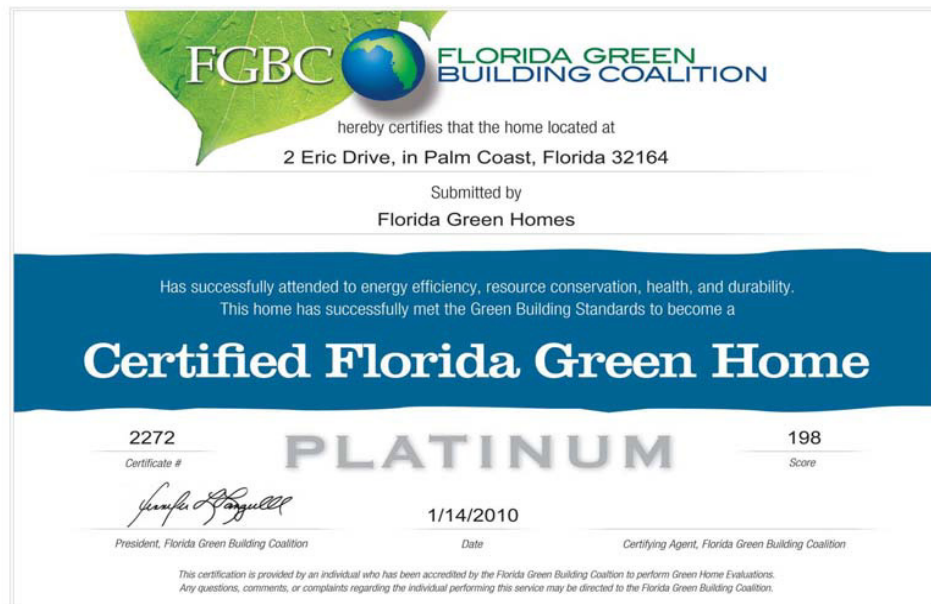 FGBC FLORIDA GREEN
BUILDING COALITION
hereby certifies that the home located at
2 Eric Drive, in Palm Coast, Florida 32164
Submitted by
Florida Green Homes
Has successfully attended to energy efficiency, resource conservation, health, and durability.
This home has successfully met the Green Building Standards to become a
Certified Florida Green Home
2272
Certificate #
PLATINUM
198
Score
President, Florida Green Building Coalition
1/14/2010
Date
Certifying Agent, Florida Green Building Coalition
This certification is provided by an individual who has been accredited by the Florida Green Building Coaltion to perform Green Home Evaluations.
Any questions, comments, or complaints regarding the individual performing this service may be directed to the Florida Green Building Coalition.